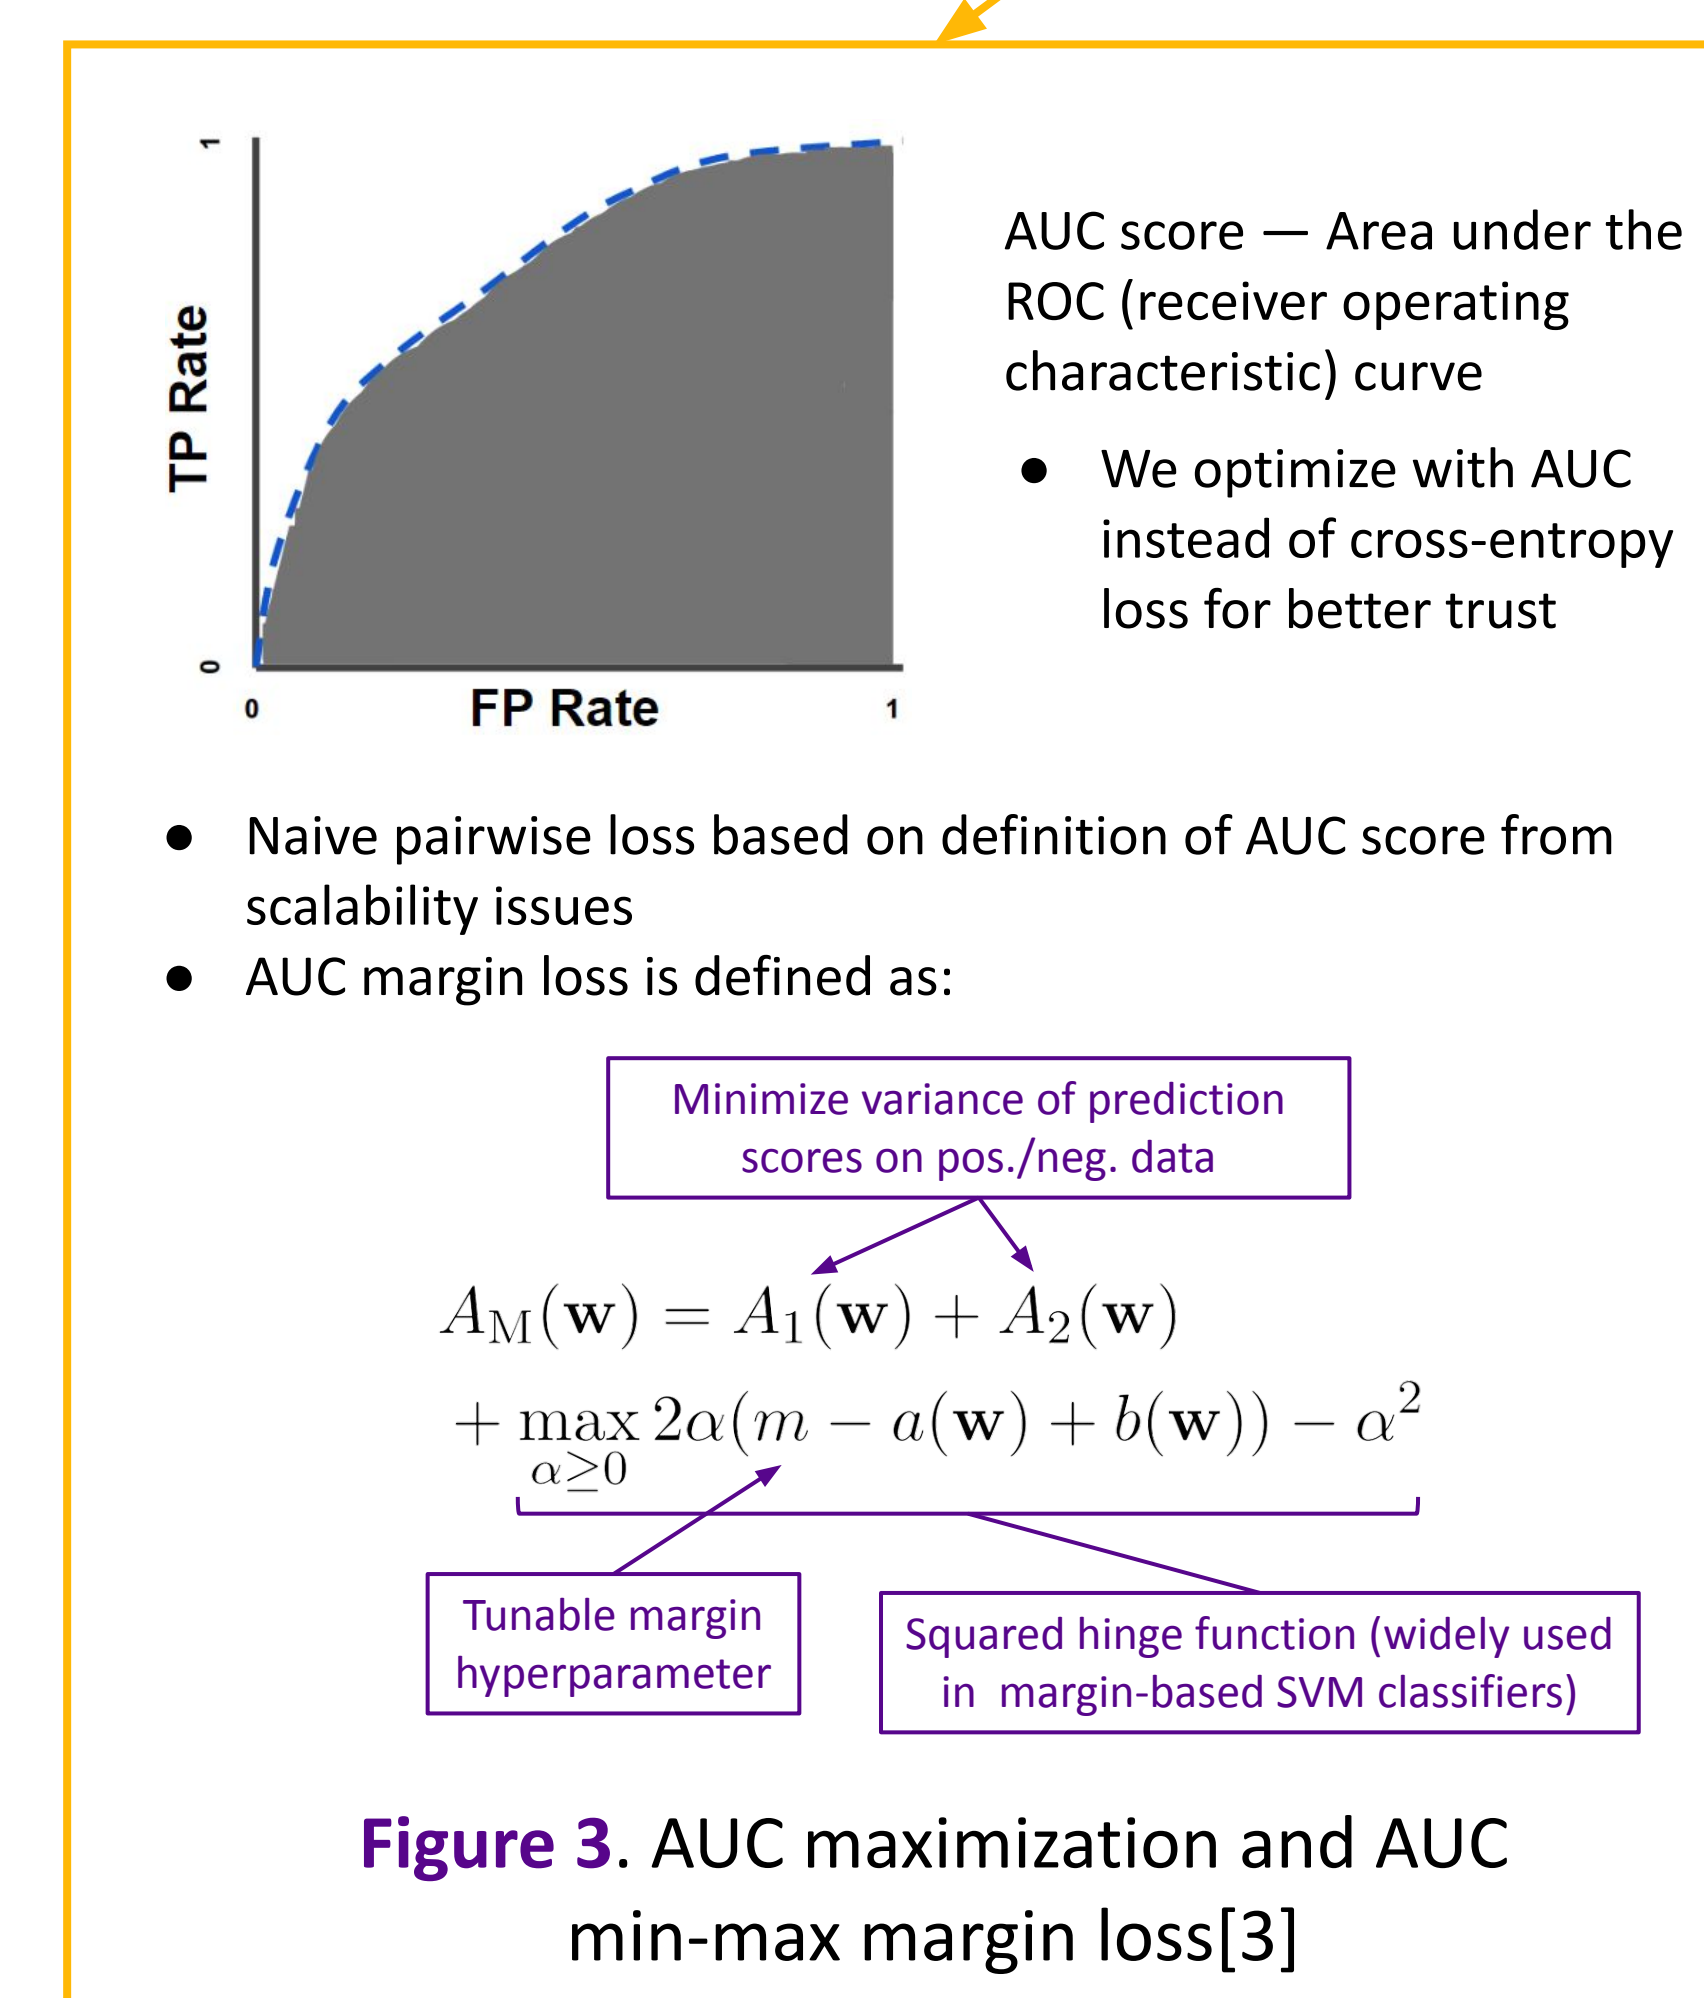 1
TP Rate
0
0
FP Rate
1
AUC score — Area under the
ROC (receiver operating
characteristic) curve
● We optimize with AUC
instead of cross-entropy
loss for better trust
● Naive pairwise loss based on definition of AUC score from
scalability issues
● AUC margin loss is defined as:
Minimize variance of prediction
scores on pos./neg. data
A_M(w) = A_1(w) + A_2(w)
+ max_{α≥0} 2α(m − a(w) + b(w)) − α²
Tunable margin
hyperparameter
Squared hinge function (widely used
in margin-based SVM classifiers)
Figure 3. AUC maximization and AUC
min-max margin loss[3]